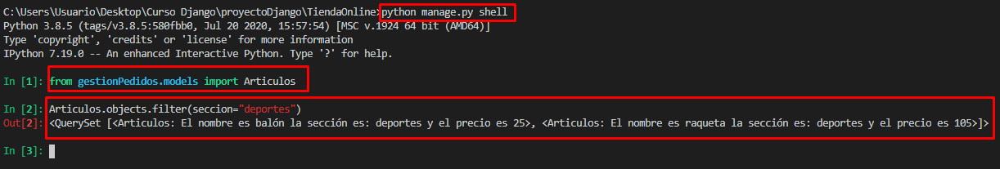 C:\Users\Usuario\Desktop\Curso Django\proyectoDjango\TiendaOnline>python manage.py shell
Python 3.8.5 (tags/v3.8.5:580fbb0, Jul 20 2020, 15:57:54) [MSC v.1924 64 bit (AMD64)]
Type 'copyright', 'credits' or 'license' for more information
IPython 7.19.0 -- An enhanced Interactive Python. Type '?' for help.
In [1]: from gestionPedidos.models import Articulos
In [2]: Articulos.objects.filter(seccion="deportes")
Out[2]: <QuerySet [<Articulos: El nombre es balón la sección es: deportes y el precio es 25>, <Articulos: El nombre es raqueta la sección es: deportes y el precio es 105>]>
In [3]: